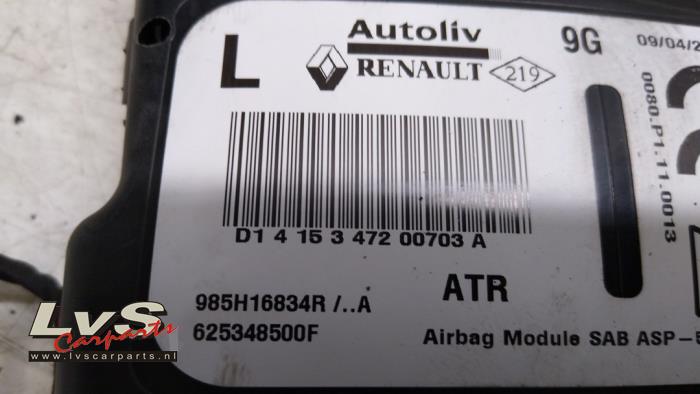 Autoliv
L
RENAULT
219
9G
09/04/2
0080.P1.11.0013
D1 4 15 3 472 00703 A
985H16834R /..A
625348500F
ATR
Airbag Module SAB ASP-5
LvS
Carparts
www.lvscarparts.nl